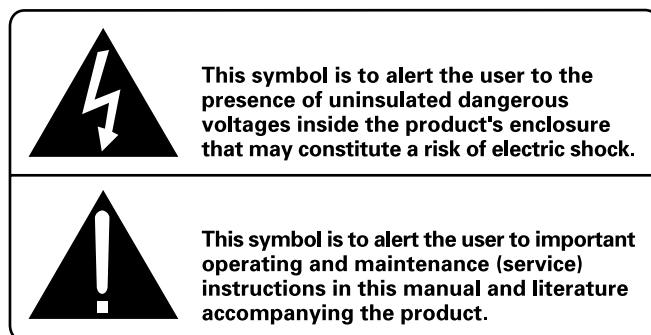 This symbol is to alert the user to the
presence of uninsulated dangerous
voltages inside the product's enclosure
that may constitute a risk of electric shock.
This symbol is to alert the user to important
operating and maintenance (service)
instructions in this manual and literature
accompanying the product.